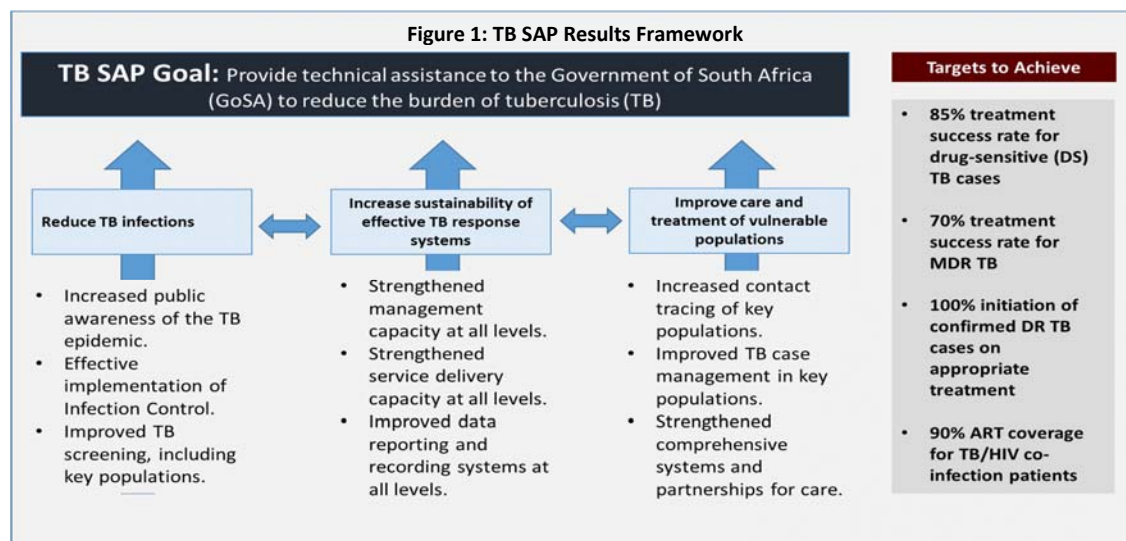 Figure 1: TB SAP Results Framework
TB SAP Goal: Provide technical assistance to the Government of South Africa
(GoSA) to reduce the burden of tuberculosis (TB)
Reduce TB infections
• Increased public
awareness of the TB
epidemic.
• Effective
implementation of
Infection Control.
• Improved TB
screening, including
key populations.
Increase sustainability of
effective TB response
systems
• Strengthened
management
capacity at all levels.
• Strengthened
service delivery
capacity at all levels.
• Improved data
reporting and
recording systems at
all levels.
Improve care and
treatment of vulnerable
populations
• Increased contact
tracing of key
populations.
• Improved TB case
management in key
populations.
• Strengthened
comprehensive
systems and
partnerships for care.
Targets to Achieve
• 85% treatment
success rate for
drug-sensitive (DS)
TB cases
• 70% treatment
success rate for
MDR TB
• 100% initiation of
confirmed DR TB
cases on
appropriate
treatment
• 90% ART coverage
for TB/HIV co-
infection patients